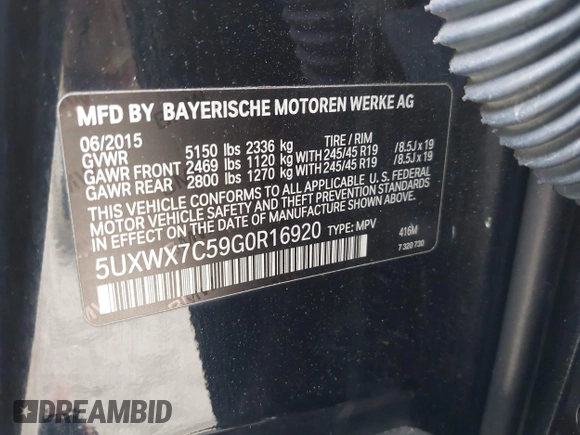 MFD BY BAYERISCHE MOTOREN WERKE AG
06/2015 TIRE / RIM
GVWR 5150 lbs 2336 kg
GAWR FRONT 2469 lbs 1120 kg WITH 245/45 R19 / 8.5J x 19
GAWR REAR 2800 lbs 1270 kg WITH 245/45 R19 / 8.5J x 19
THIS VEHICLE CONFORMS TO ALL APPLICABLE U. S. FEDERAL
MOTOR VEHICLE SAFETY AND THEFT PREVENTION STANDARDS
IN EFFECT ON THE DATE OF MANUFACTURE SHOWN ABOVE.
5UXWX7C59G0R16920 TYPE: MPV 416M
7 320 730
DREAMBID